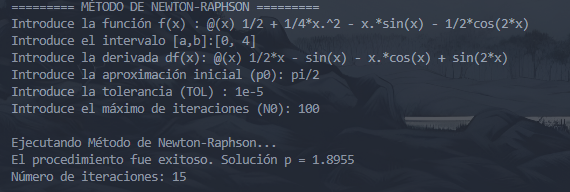 ========= MÉTODO DE NEWTON-RAPHSON =========
Introduce la función f(x) : @(x) 1/2 + 1/4*x.^2 - x.*sin(x) - 1/2*cos(2*x)
Introduce el intervalo [a,b]:[0, 4]
Introduce la derivada df(x): @(x) 1/2*x - sin(x) - x.*cos(x) + sin(2*x)
Introduce la aproximación inicial (p0): pi/2
Introduce la tolerancia (TOL) : 1e-5
Introduce el máximo de iteraciones (N0): 100
Ejecutando Método de Newton-Raphson...
El procedimiento fue exitoso. Solución p = 1.8955
Número de iteraciones: 15